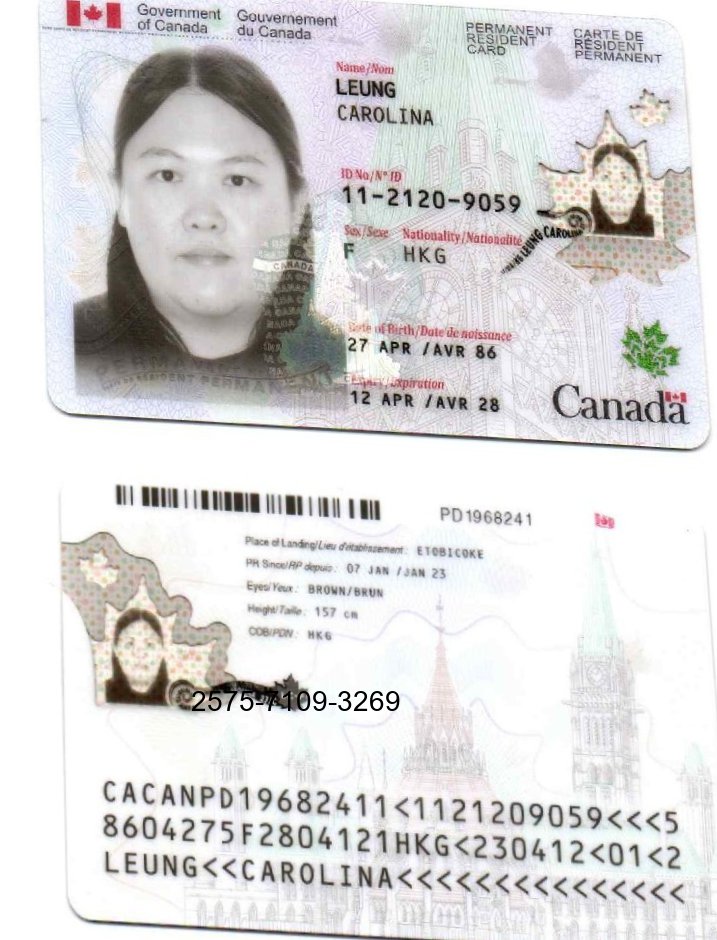 Government of Canada
Gouvernement du Canada
PERMANENT RESIDENT CARD
CARTE DE RÉSIDENT PERMANENT
Name/Nom
LEUNG
CAROLINA
ID No/N° ID
11-2120-9059
Sex/Sexe Nationality/Nationalité
F HKG
LEUNG CAROLINA
CANADA
Date of Birth/Date de naissance
27 APR /AVR 86
Expiry/Expiration
12 APR /AVR 28
Canada
PD1968241
Place of Landing/Lieu d'établissement: ETOBICOKE
PR Since/RP depuis: 07 JAN /JAN 23
Eyes/Yeux: BROWN/BRUN
Height/Taille: 157 cm
COB/PDN: HKG
2575-7109-3269
CACANPD19682411<1121209059<<<5
8604275F2804121HKG<230412<01<2
LEUNG<<CAROLINA<<<<<<<<<<<<<<<